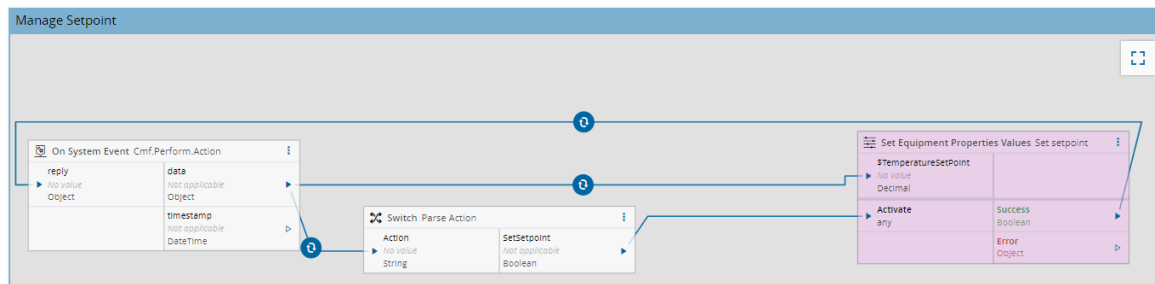 Manage Setpoint
On System Event Cmf.Perform.Action
reply
No value
Object
data
Not applicable
Object
timestamp
Not applicable
DateTime
Switch Parse Action
Action
No value
String
SetSetpoint
Not applicable
Boolean
Set Equipment Properties Values Set setpoint
$TemperatureSetPoint
No value
Decimal
Activate
any
Success
Boolean
Error
Object